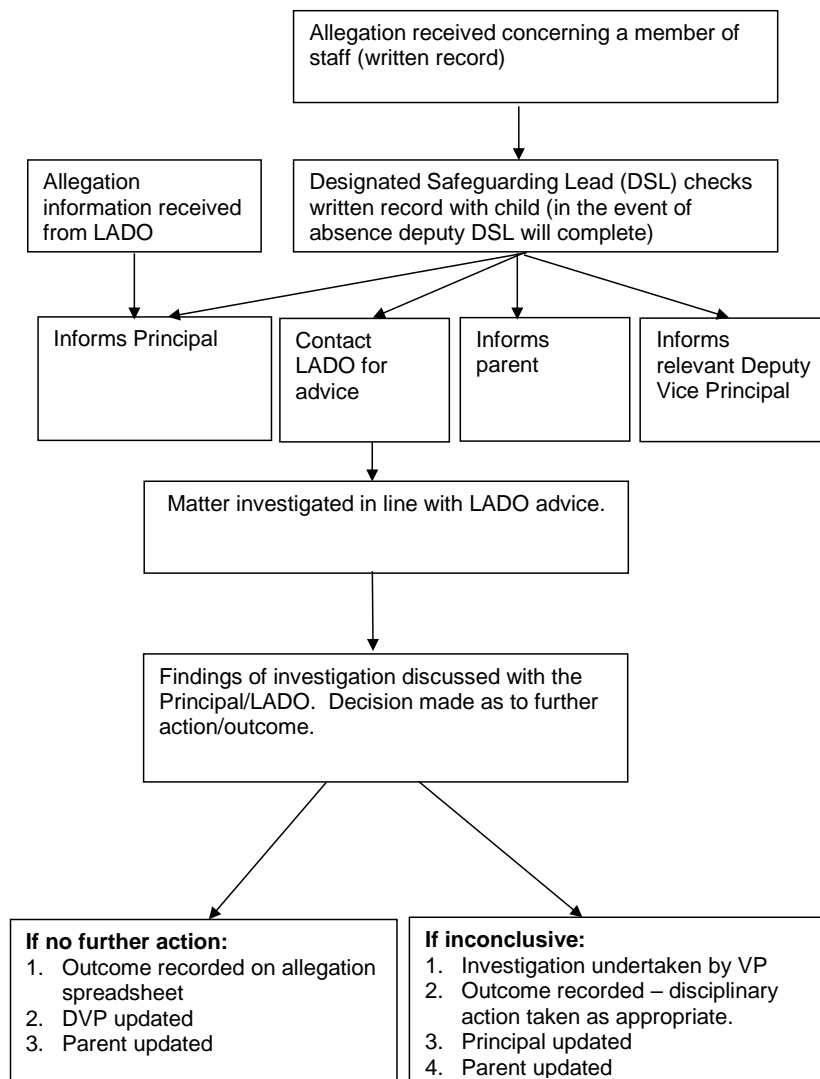 Allegation received concerning a member of
staff (written record)
Allegation
information received
from LADO
Designated Safeguarding Lead (DSL) checks
written record with child (in the event of
absence deputy DSL will complete)
Informs Principal
Contact
LADO for
advice
Informs
parent
Informs
relevant Deputy
Vice Principal
Matter investigated in line with LADO advice.
Findings of investigation discussed with the
Principal/LADO.  Decision made as to further
action/outcome.
If no further action:
1. Outcome recorded on allegation
spreadsheet
2. DVP updated
3. Parent updated
If inconclusive:
1. Investigation undertaken by VP
2. Outcome recorded – disciplinary
action taken as appropriate.
3. Principal updated
4. Parent updated